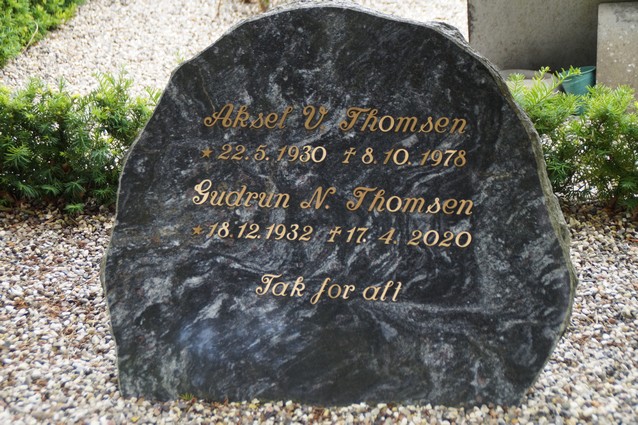 Aksel V. Thomsen
* 22. 5. 1930 † 8. 10. 1978
Gudrun N. Thomsen
* 18. 12. 1932 † 17. 4. 2020
Tak for alt